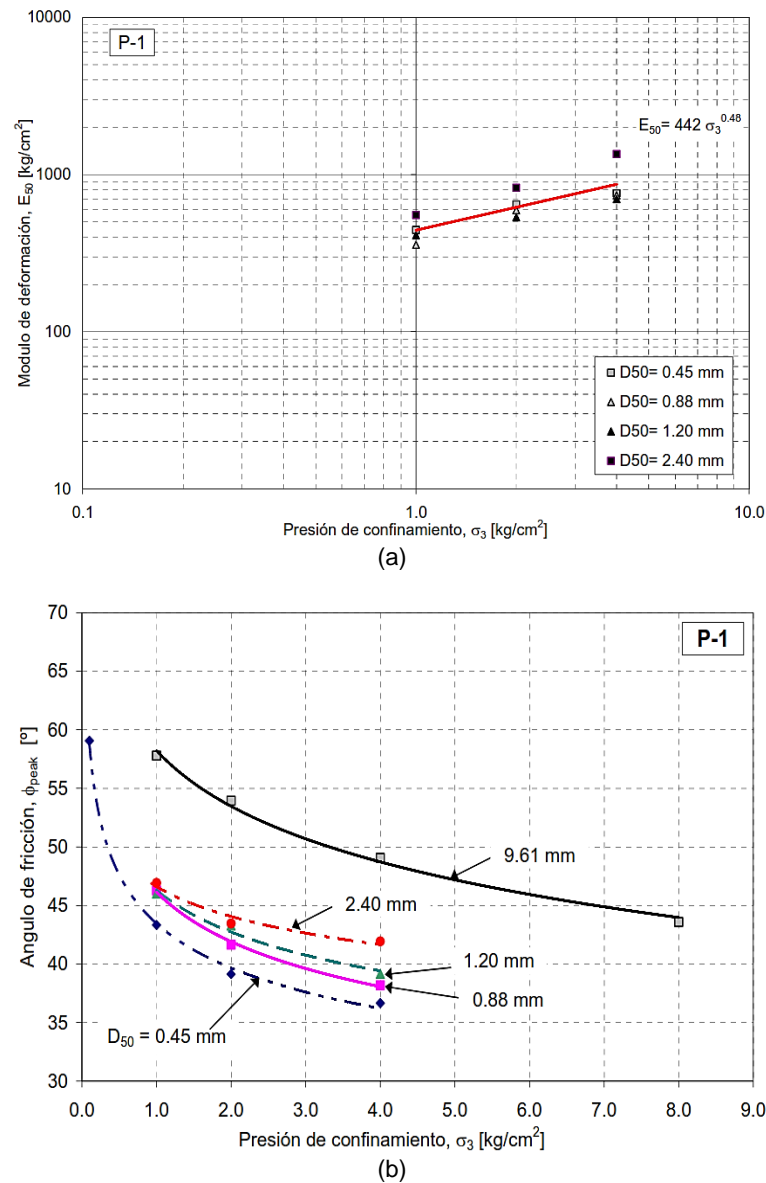 10000
P-1
E50= 442 σ3^0.48
1000
100
10
Modulo de deformación, E50 [kg/cm2]
D50= 0.45 mm
D50= 0.88 mm
D50= 1.20 mm
D50= 2.40 mm
0.1 1.0 10.0
Presión de confinamiento, σ3 [kg/cm2]
(a)
70
P-1
65
60
55
50
45
40
35
30
Angulo de fricción, ϕpeak [º]
9.61 mm
2.40 mm
1.20 mm
0.88 mm
D50 = 0.45 mm
0.0 1.0 2.0 3.0 4.0 5.0 6.0 7.0 8.0 9.0
Presión de confinamiento, σ3 [kg/cm2]
(b)